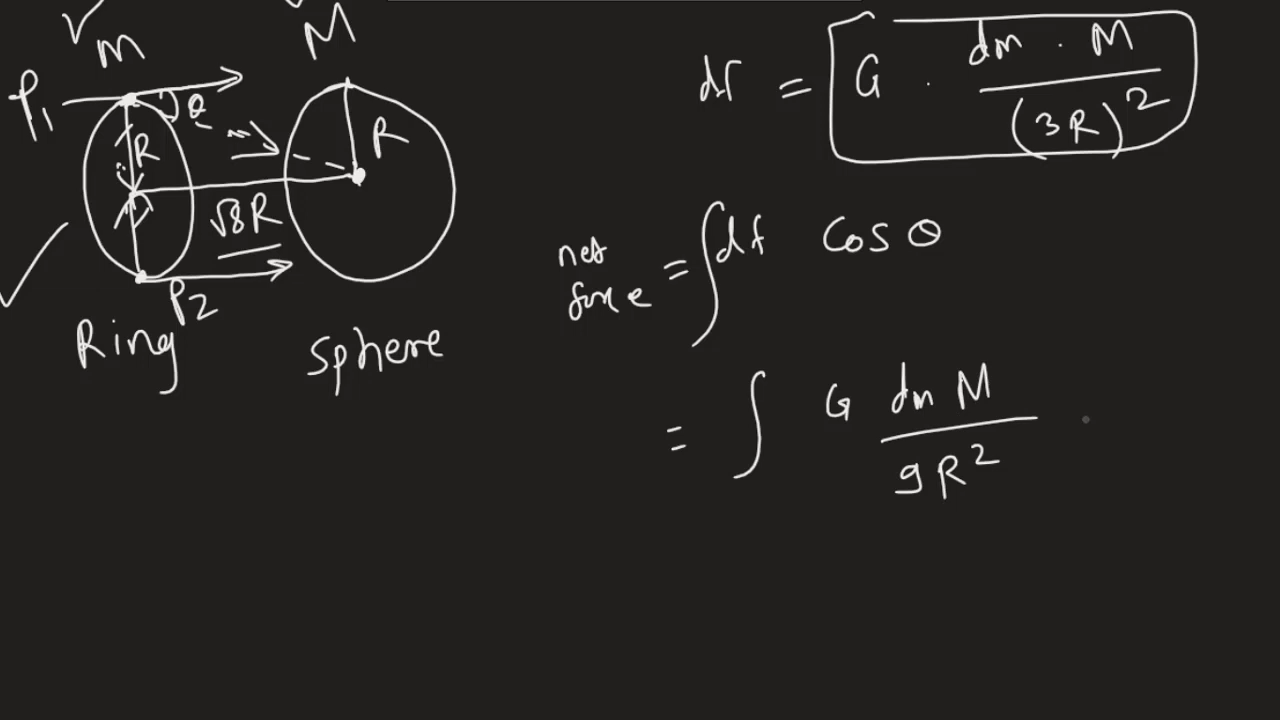 m
M
P1
θ
R
R
√8R
P2
Ring
Sphere
df = G · dm · M / (3R)^2
net force = ∫ df cos θ
= ∫ G dm M / 9R^2